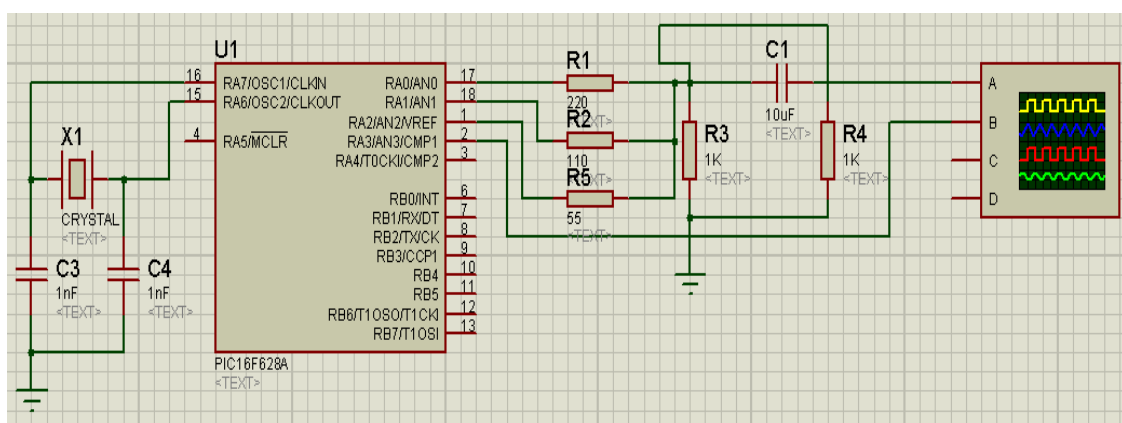 U1
16
RA7/OSC1/CLKIN
15
RA6/OSC2/CLKOUT
4
RA5/MCLR
RA0/AN0
17
RA1/AN1
18
RA2/AN2/VREF
1
RA3/AN3/CMP1
2
RA4/T0CKI/CMP2
3
RB0/INT
6
RB1/RX/DT
7
RB2/TX/CK
8
RB3/CCP1
9
RB4
10
RB5
11
RB6/T1OSO/T1CKI
12
RB7/T1OSI
13
PIC16F628A
<TEXT>
X1
CRYSTAL
<TEXT>
C3
1nF
<TEXT>
C4
1nF
<TEXT>
R1
220
<TEXT>
R2
110
<TEXT>
R5
55
<TEXT>
R3
1K
<TEXT>
C1
10uF
<TEXT>
R4
1K
<TEXT>
A
B
C
D